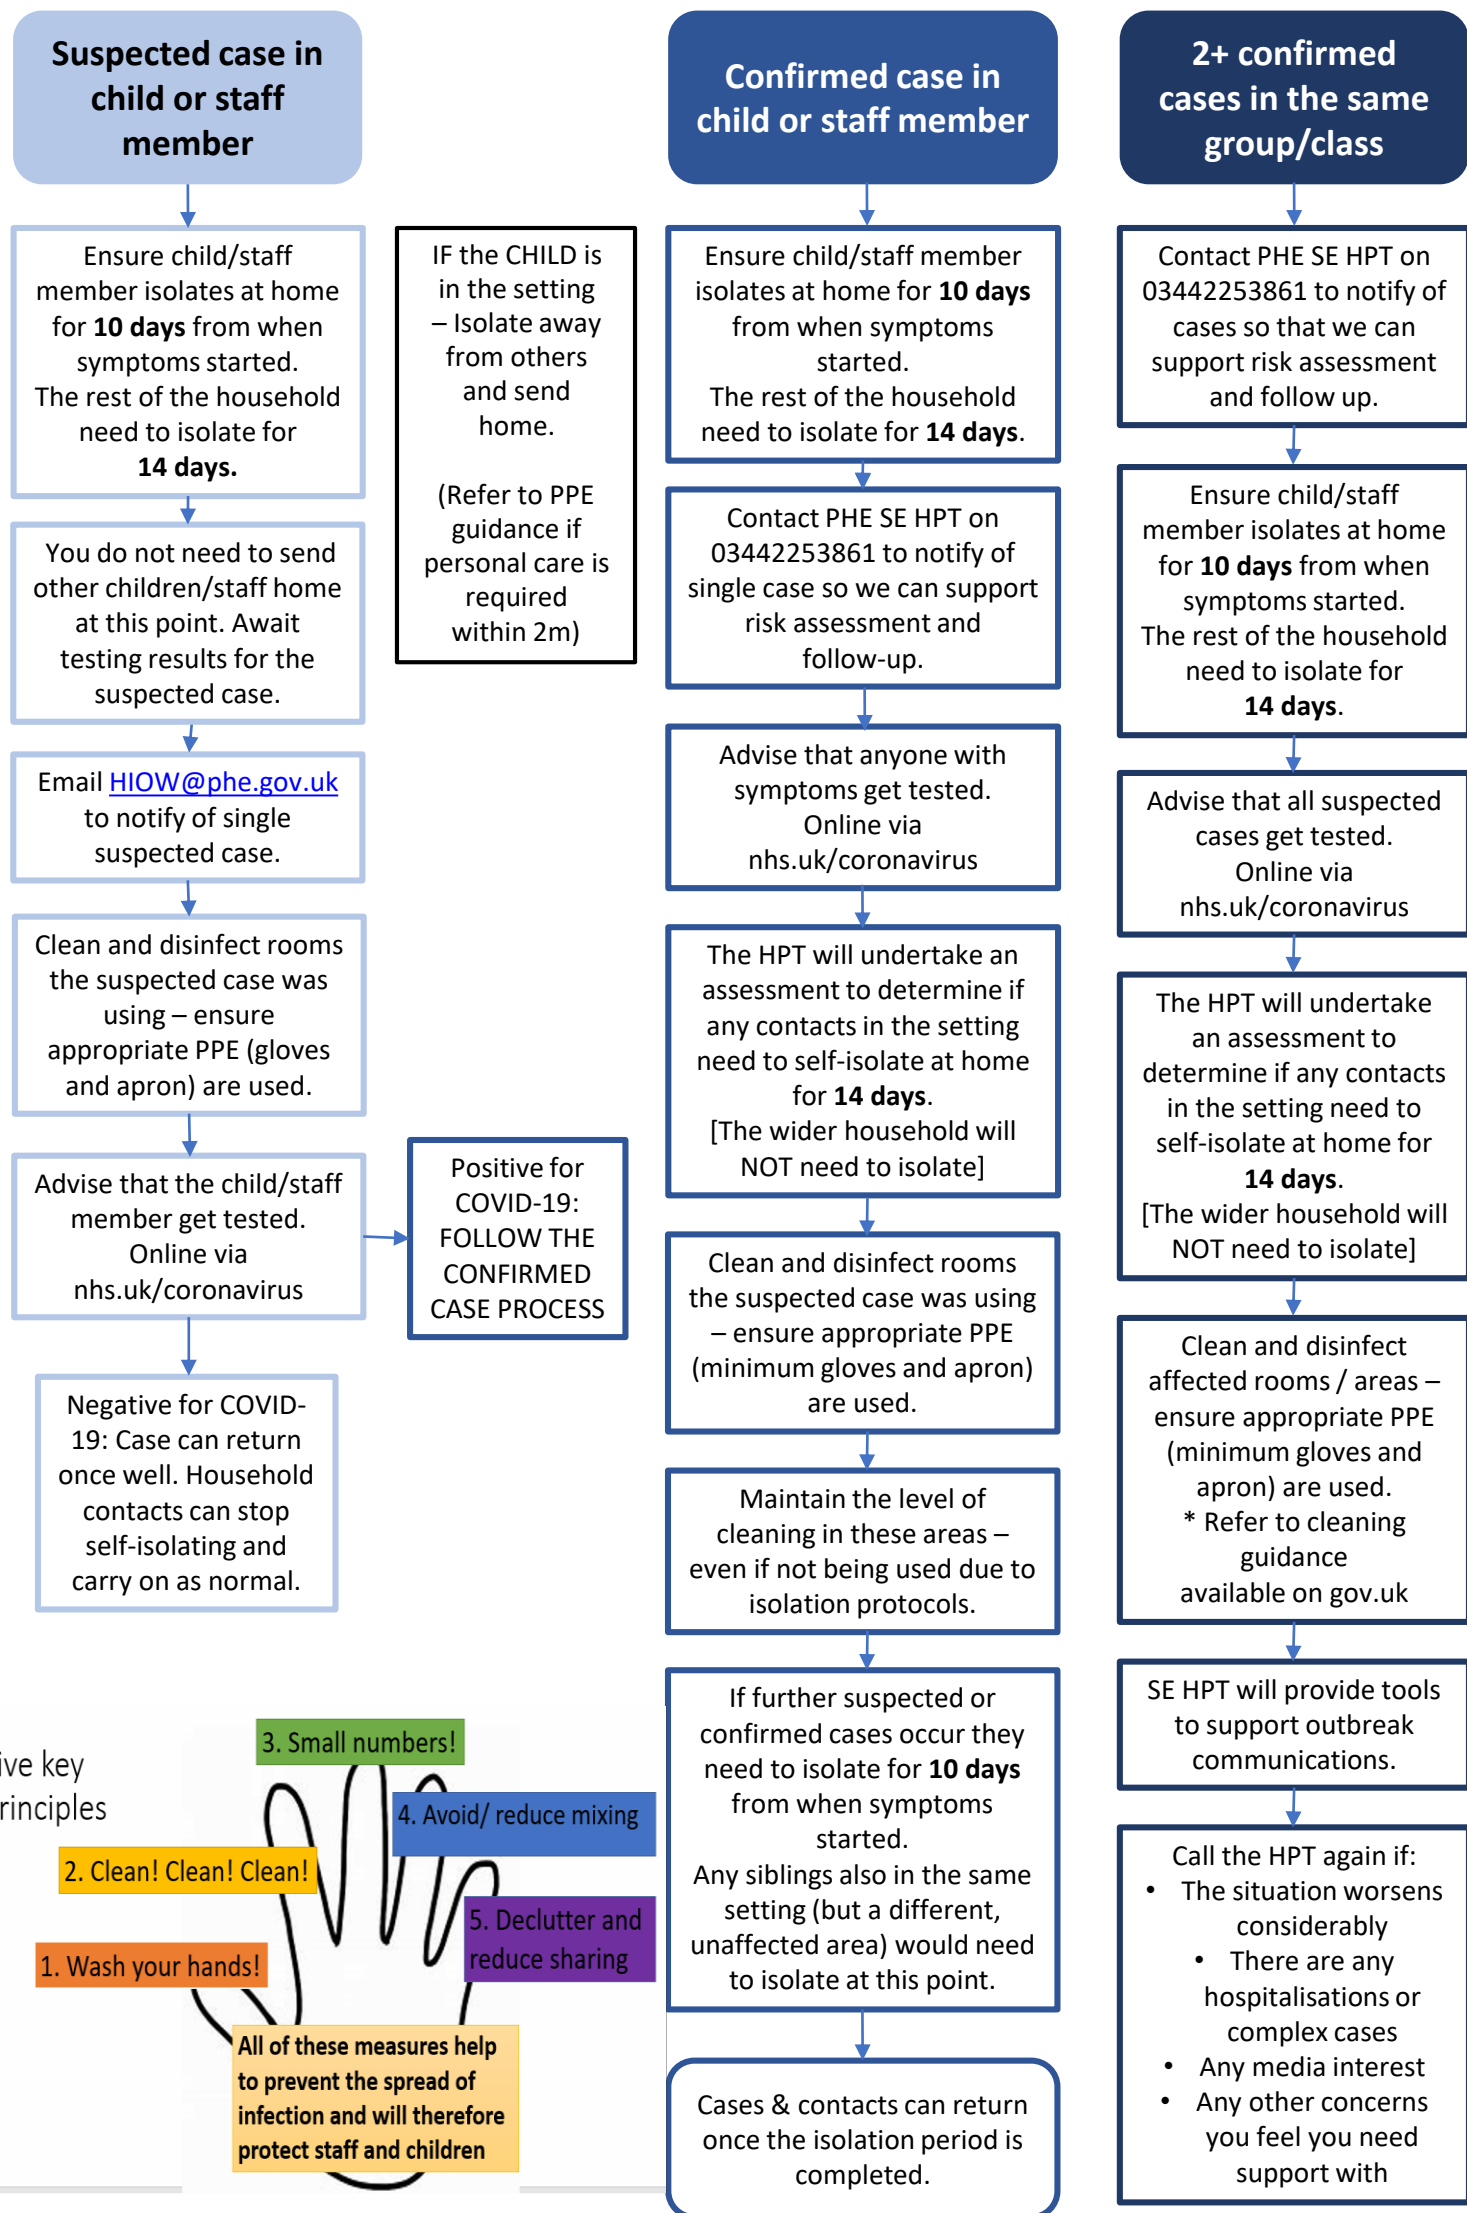 Suspected case in
child or staff
member
Ensure child/staff
member isolates at home
for 10 days from when
symptoms started.
The rest of the household
need to isolate for
14 days.
You do not need to send
other children/staff home
at this point. Await
testing results for the
suspected case.
Email HIOW@phe.gov.uk
to notify of single
suspected case.
Clean and disinfect rooms
the suspected case was
using – ensure
appropriate PPE (gloves
and apron) are used.
Advise that the child/staff
member get tested.
Online via
nhs.uk/coronavirus
Negative for COVID-
19: Case can return
once well. Household
contacts can stop
self-isolating and
carry on as normal.
IF the CHILD is
in the setting
– Isolate away
from others
and send
home.
(Refer to PPE
guidance if
personal care is
required
within 2m)
Positive for
COVID-19:
FOLLOW THE
CONFIRMED
CASE PROCESS
Confirmed case in
child or staff member
Ensure child/staff member
isolates at home for 10 days
from when symptoms
started.
The rest of the household
need to isolate for 14 days.
Contact PHE SE HPT on
03442253861 to notify of
single case so we can support
risk assessment and
follow-up.
Advise that anyone with
symptoms get tested.
Online via
nhs.uk/coronavirus
The HPT will undertake an
assessment to determine if
any contacts in the setting
need to self-isolate at home
for 14 days.
[The wider household will
NOT need to isolate]
Clean and disinfect rooms
the suspected case was using
– ensure appropriate PPE
(minimum gloves and apron)
are used.
Maintain the level of
cleaning in these areas –
even if not being used due to
isolation protocols.
If further suspected or
confirmed cases occur they
need to isolate for 10 days
from when symptoms
started.
Any siblings also in the same
setting (but a different,
unaffected area) would need
to isolate at this point.
Cases & contacts can return
once the isolation period is
completed.
2+ confirmed
cases in the same
group/class
Contact PHE SE HPT on
03442253861 to notify of
cases so that we can
support risk assessment
and follow up.
Ensure child/staff
member isolates at home
for 10 days from when
symptoms started.
The rest of the household
need to isolate for
14 days.
Advise that all suspected
cases get tested.
Online via
nhs.uk/coronavirus
The HPT will undertake
an assessment to
determine if any contacts
in the setting need to
self-isolate at home for
14 days.
[The wider household will
NOT need to isolate]
Clean and disinfect
affected rooms / areas –
ensure appropriate PPE
(minimum gloves and
apron) are used.
* Refer to cleaning
guidance
available on gov.uk
SE HPT will provide tools
to support outbreak
communications.
Call the HPT again if:
• The situation worsens
considerably
• There are any
hospitalisations or
complex cases
• Any media interest
• Any other concerns
you feel you need
support with
ive key
rinciples
3. Small numbers!
4. Avoid/ reduce mixing
2. Clean! Clean! Clean!
5. Declutter and
reduce sharing
1. Wash your hands!
All of these measures help
to prevent the spread of
infection and will therefore
protect staff and children